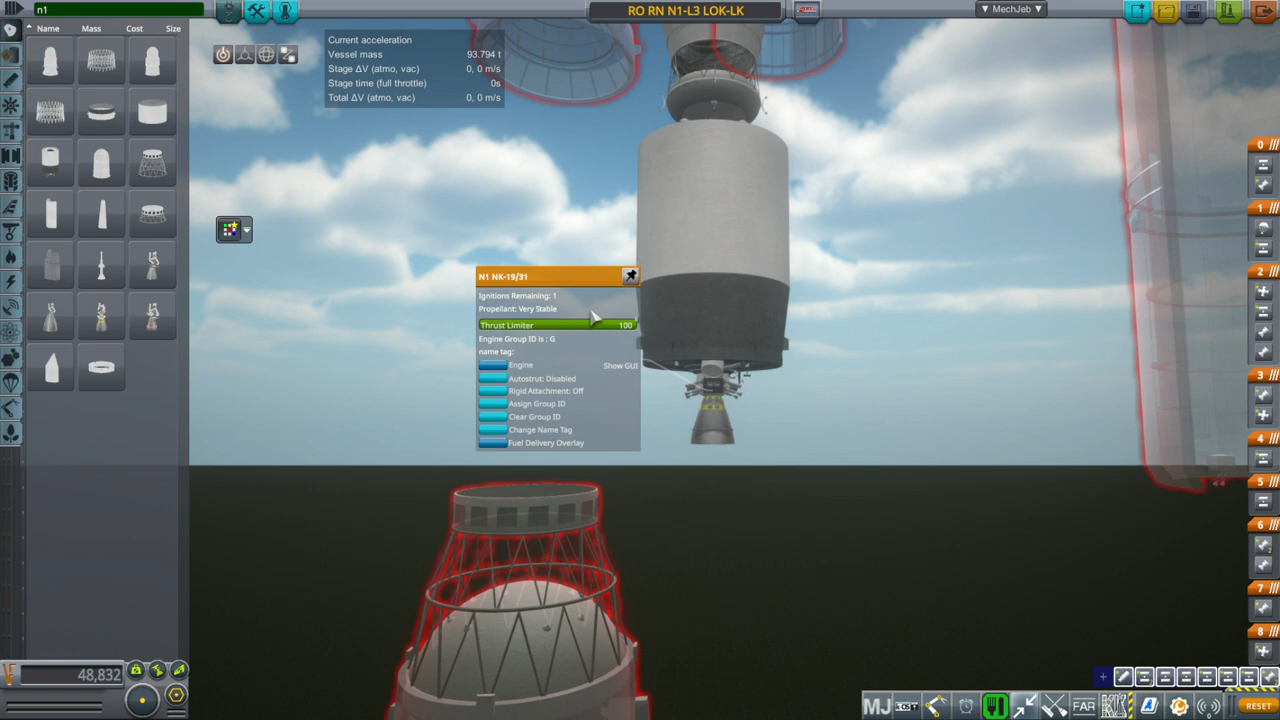 n1
RO RN N1-L3 LOK-LK
▼ MechJeb ▼
Name Mass Cost Size
Current acceleration
Vessel mass 93.794 t
Stage ΔV (atmo, vac) 0, 0 m/s
Stage time (full throttle) 0s
Total ΔV (atmo, vac) 0, 0 m/s
N1 NK-19/31
Ignitions Remaining: 1
Propellant: Very Stable
Thrust Limiter 100
Engine Group ID is : G
name tag:
Engine Show GUI
Autostrut: Disabled
Rigid Attachment: Off
Assign Group ID
Clear Group ID
Change Name Tag
Fuel Delivery Overlay
0
1
2
3
4
5
6
7
8
48,832
MJ
FAR
RESET